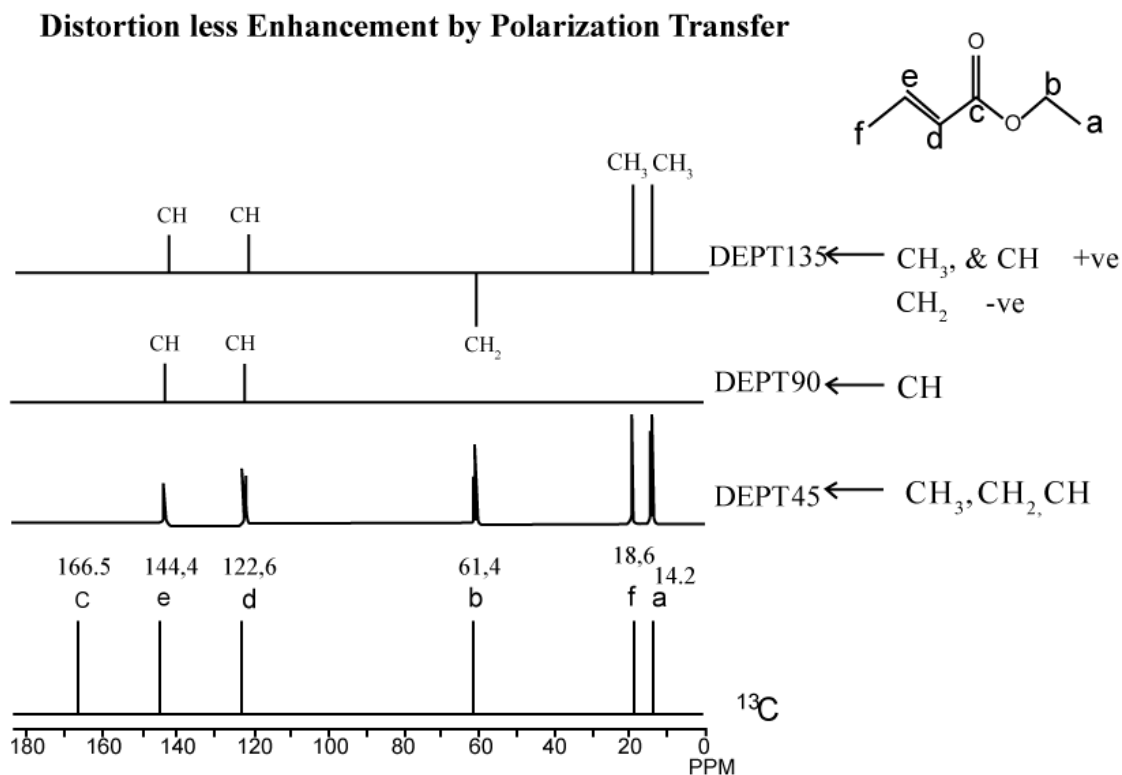 Distortion less Enhancement by Polarization Transfer
O
e
b
c
O
a
f
d
CH₃ CH₃
CH
CH
DEPT135
CH₃, & CH +ve
CH₂ -ve
CH₂
CH
CH
DEPT90
CH
DEPT45
CH₃, CH₂, CH
166.5 144,4 122,6 61,4 18,6 14.2
c e d b f a
¹³C
180 160 140 120 100 80 60 40 20 0
PPM